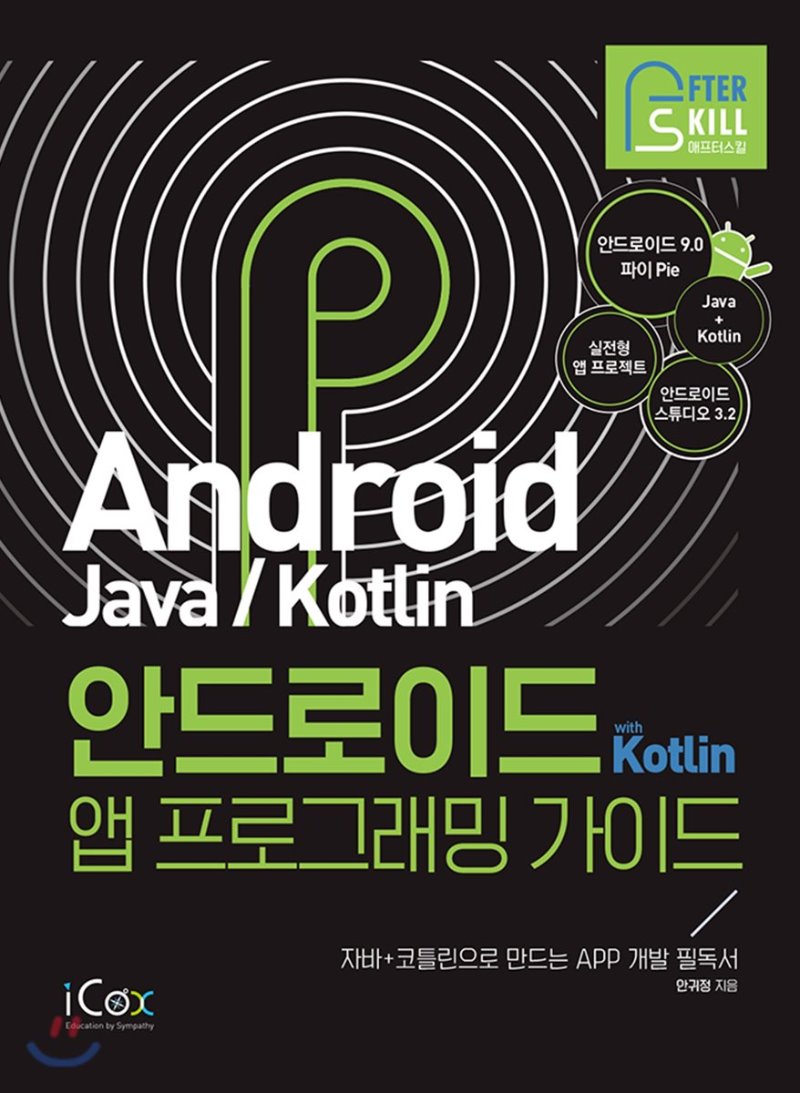 AFTER
SKILL
애프터스킬
안드로이드 9.0
파이 Pie
Java
+
Kotlin
실전형
앱 프로젝트
안드로이드
스튜디오 3.2
Android
Java / Kotlin
안드로이드 with Kotlin
앱 프로그래밍 가이드
자바+코틀린으로 만드는 APP 개발 필독서
안귀정 지음
iCox
Education by Sympathy